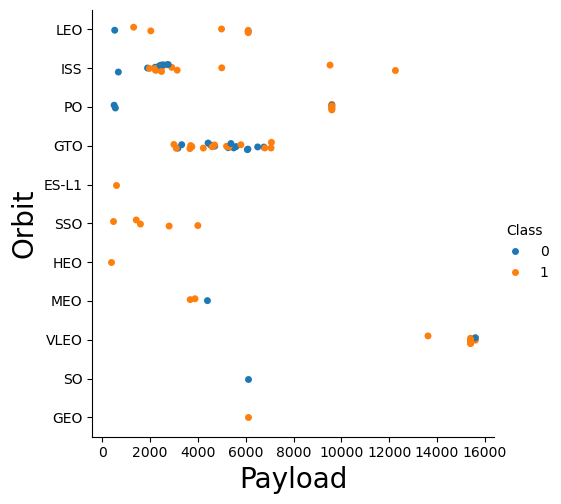 LEO
ISS
PO
GTO
ES-L1
SSO
HEO
MEO
VLEO
SO
GEO
Orbit
0 2000 4000 6000 8000 10000 12000 14000 16000
Payload
Class
0
1